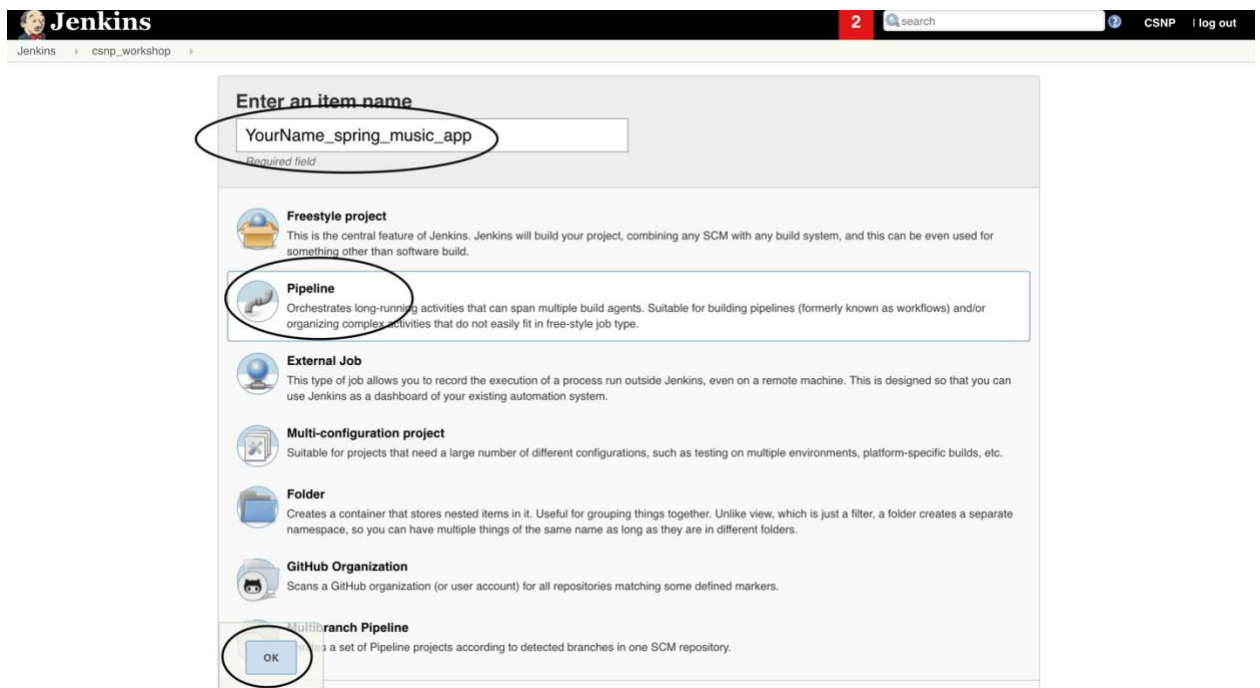 Jenkins
2
search
CSNP
log out
Jenkins
csnp_workshop
Enter an item name
YourName_spring_music_app
Required field
Freestyle project
This is the central feature of Jenkins. Jenkins will build your project, combining any SCM with any build system, and this can be even used for
something other than software build.
Pipeline
Orchestrates long-running activities that can span multiple build agents. Suitable for building pipelines (formerly known as workflows) and/or
organizing complex activities that do not easily fit in free-style job type.
External Job
This type of job allows you to record the execution of a process run outside Jenkins, even on a remote machine. This is designed so that you can
use Jenkins as a dashboard of your existing automation system.
Multi-configuration project
Suitable for projects that need a large number of different configurations, such as testing on multiple environments, platform-specific builds, etc.
Folder
Creates a container that stores nested items in it. Useful for grouping things together. Unlike view, which is just a filter, a folder creates a separate
namespace, so you can have multiple things of the same name as long as they are in different folders.
GitHub Organization
Scans a GitHub organization (or user account) for all repositories matching some defined markers.
Multibranch Pipeline
a set of Pipeline projects according to detected branches in one SCM repository.
OK